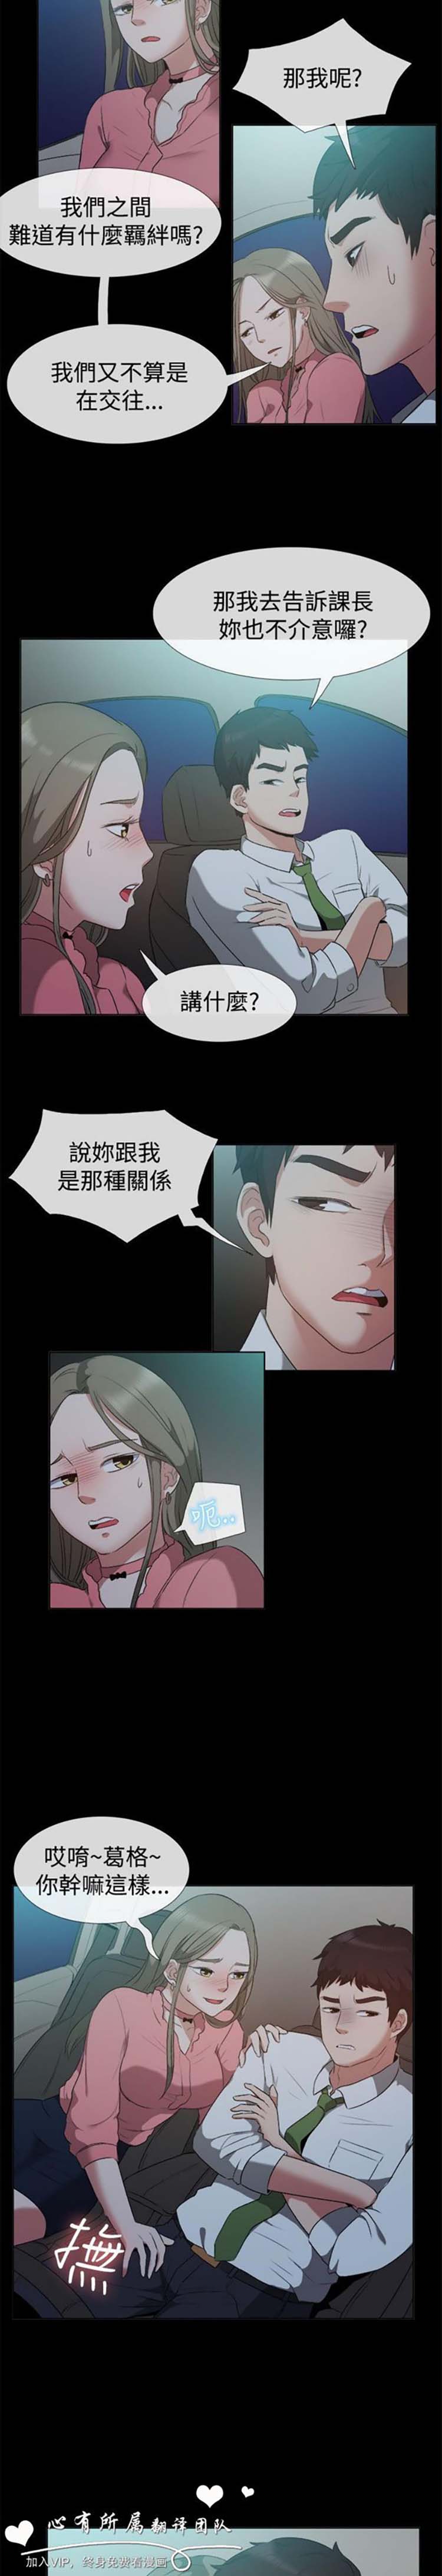 那我呢?
我們之間
難道有什麼羈絆嗎?
我們又不算是
在交往...
那我去告訴課長
妳也不介意囉?
講什麼?
說妳跟我
是那種關係
呃..
哎唷~葛格~
你幹嘛這樣...
撫
心有所属翻译团队
加入VIP，终身免费看漫画